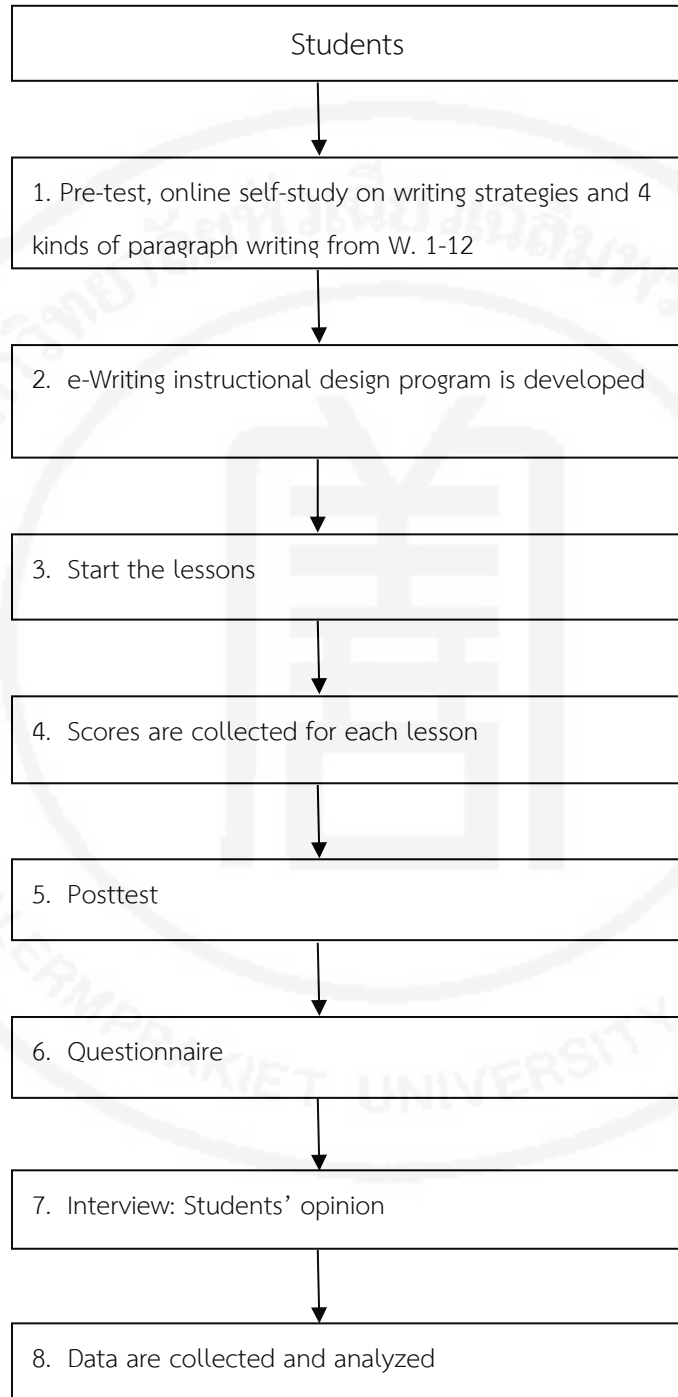 Students
1. Pre-test, online self-study on writing strategies and 4
kinds of paragraph writing from W. 1-12
2. e-Writing instructional design program is developed
3. Start the lessons
4. Scores are collected for each lesson
5. Posttest
6. Questionnaire
7. Interview: Students’ opinion
8. Data are collected and analyzed
UNIVERSITY